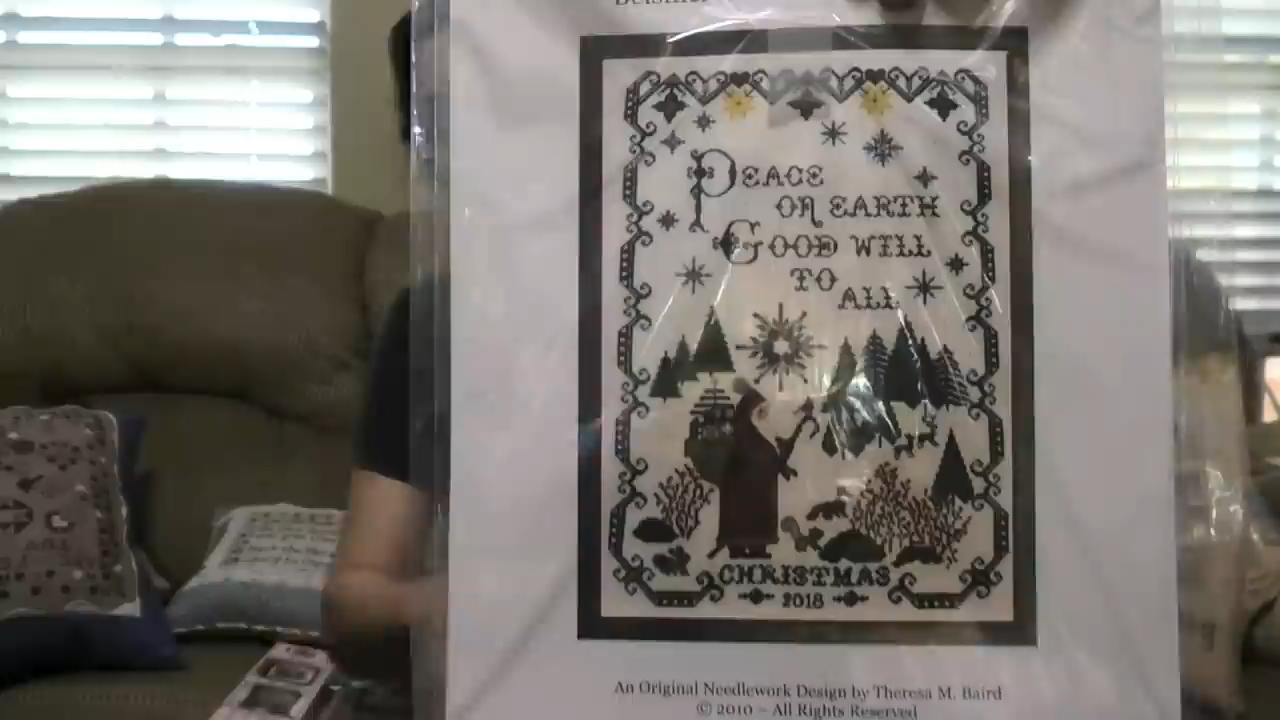 PEACE
ON EARTH
GOOD WILL
TO
ALL
CHRISTMAS
2018
An Original Needlework Design by Theresa M. Baird
© 2010 ~ All Rights Reserved